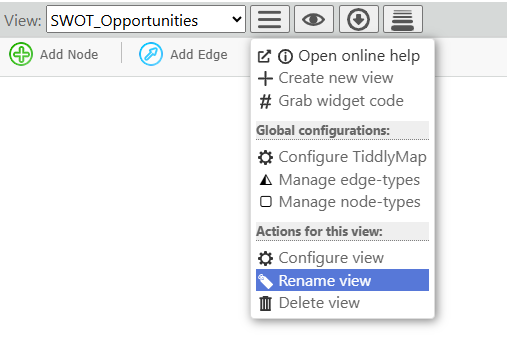 View: SWOT_Opportunities
Add Node Add Edge
Open online help
Create new view
Grab widget code
Global configurations:
Configure TiddlyMap
Manage edge-types
Manage node-types
Actions for this view:
Configure view
Rename view
Delete view